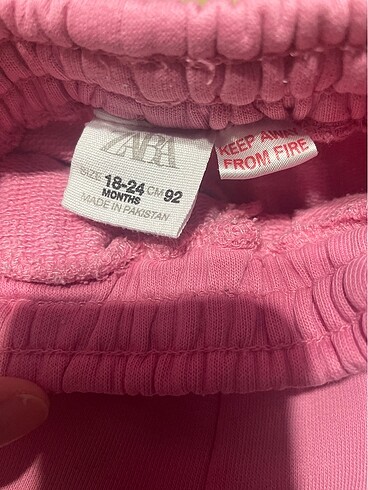 ZARA
SIZE 18-24 CM 92
MONTHS
MADE IN PAKISTAN
KEEP AWAY
FROM FIRE